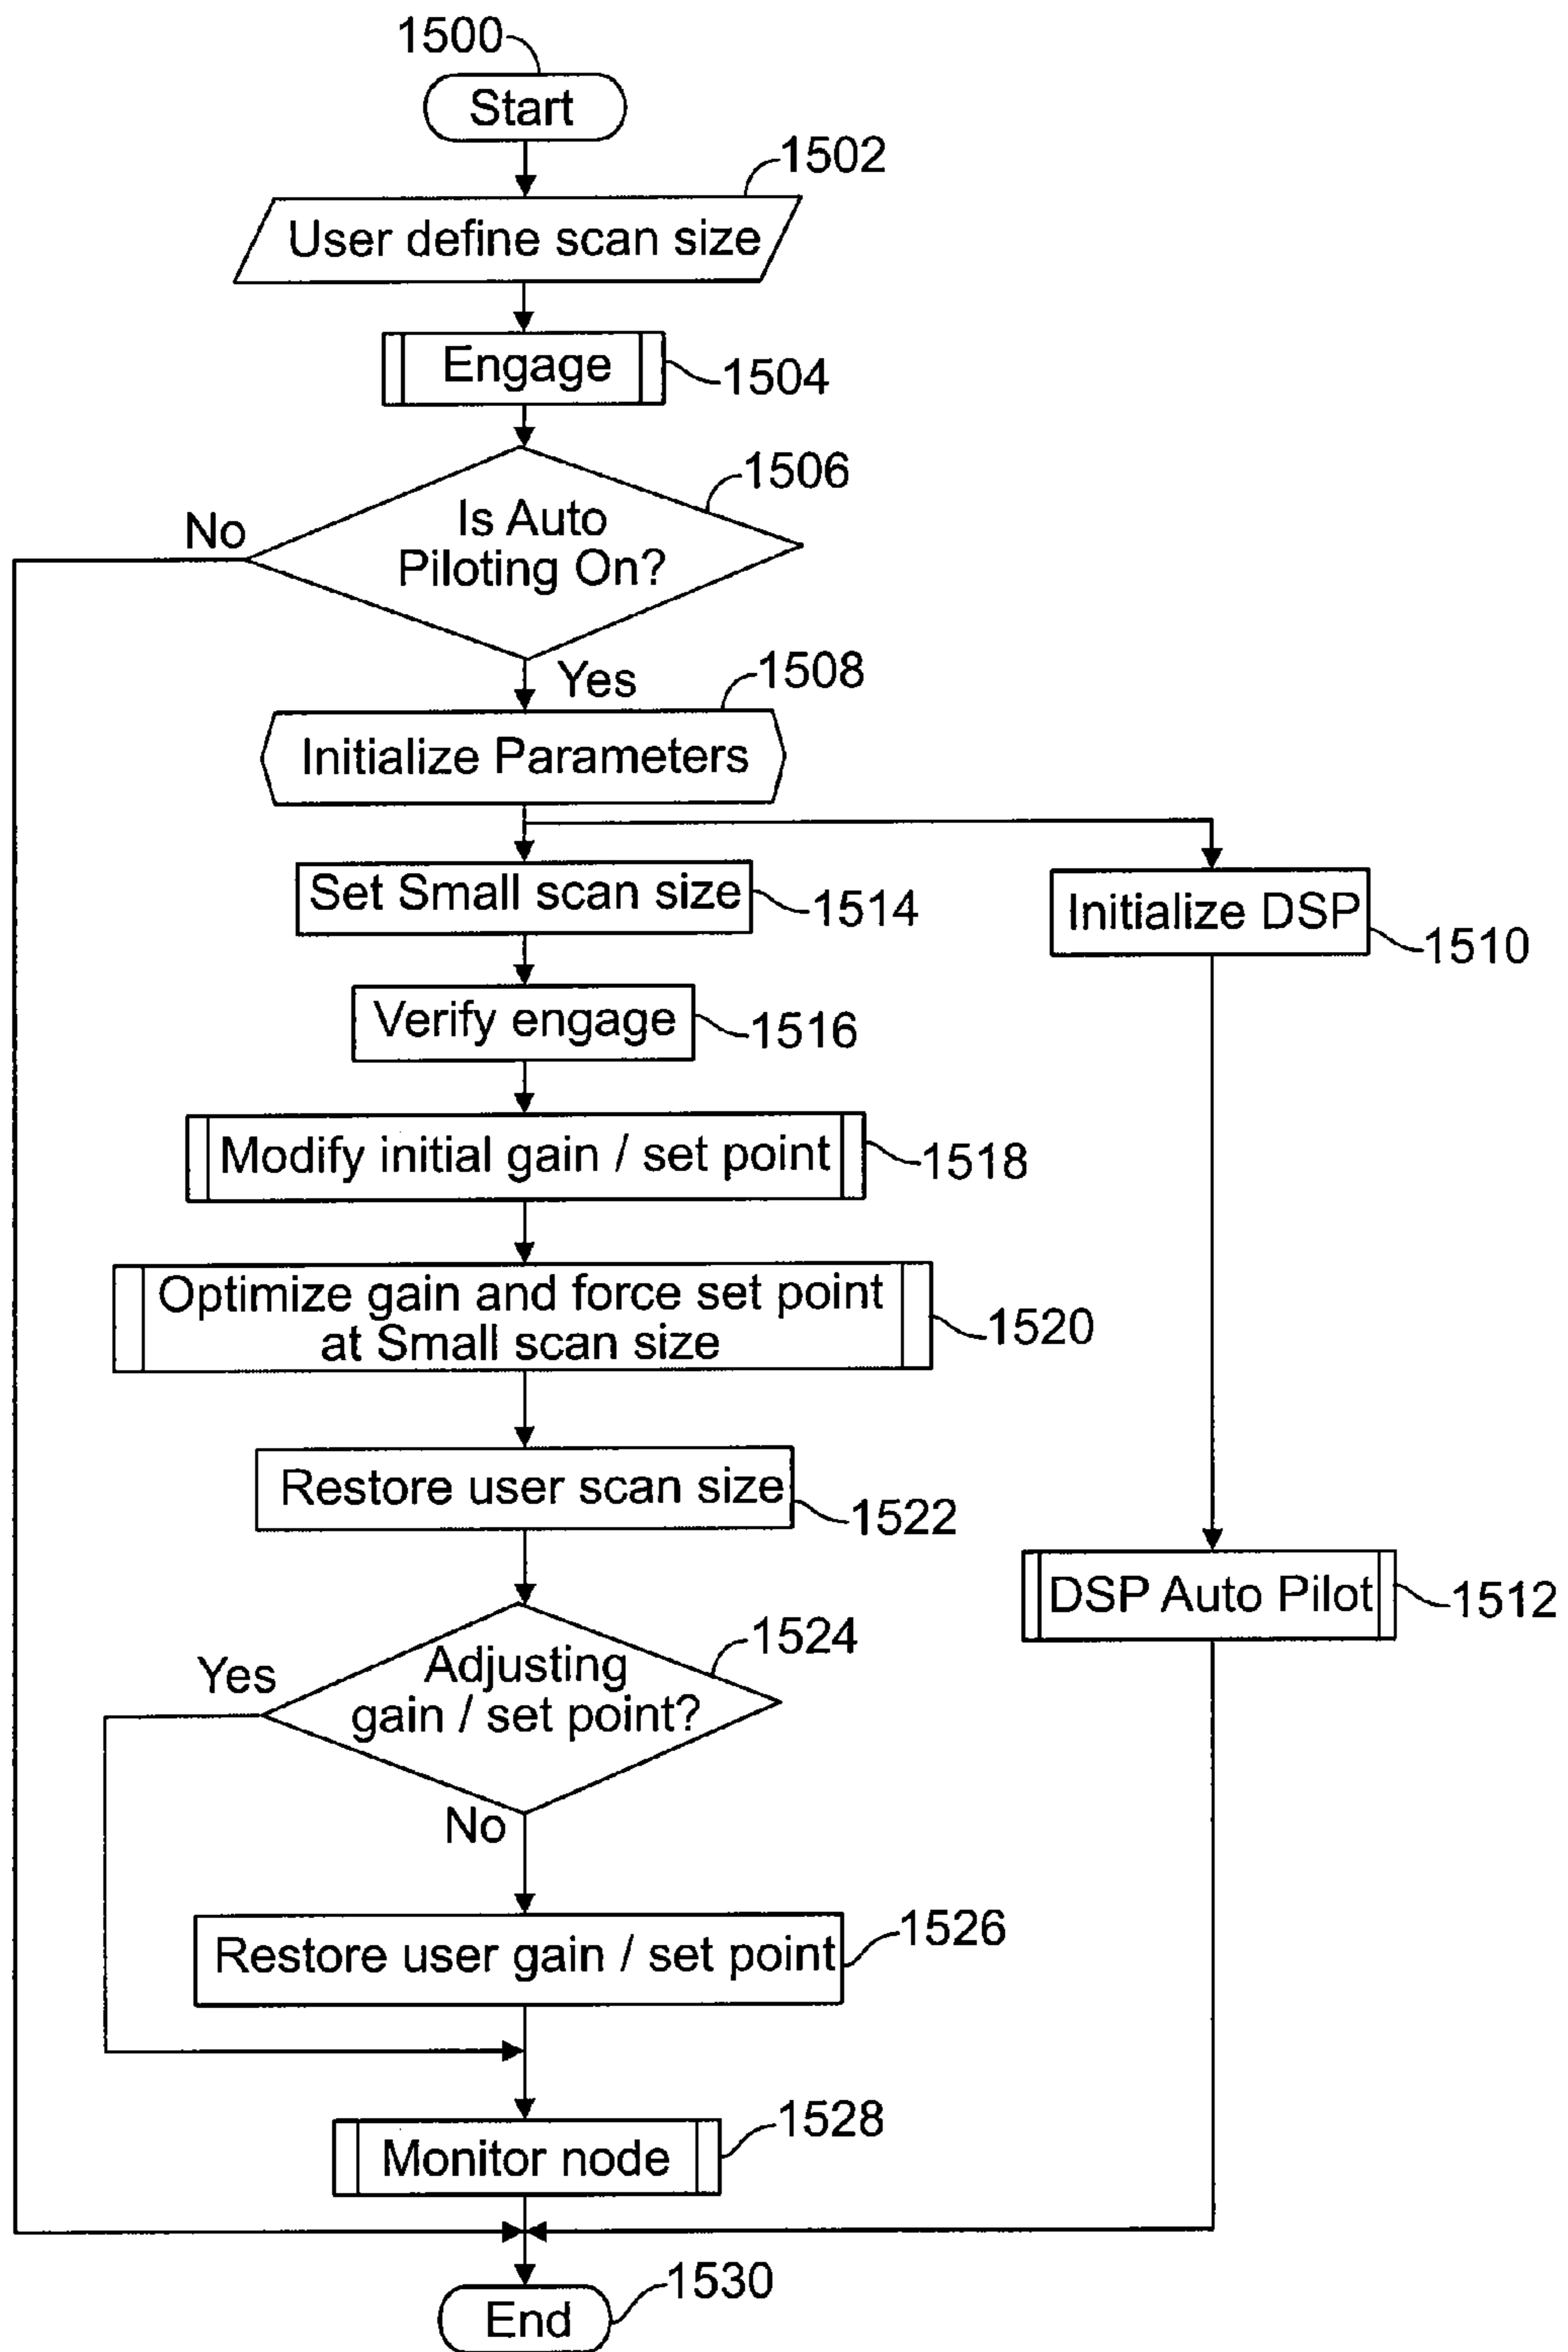 1500
Start
1502
User define scan size
Engage
1504
1506
No
Is Auto
Piloting On?
Yes
1508
Initialize Parameters
Set Small scan size
1514
Initialize DSP
1510
Verify engage
1516
Modify initial gain / set point
1518
Optimize gain and force set point
at Small scan size
1520
Restore user scan size
1522
DSP Auto Pilot
1512
1524
Yes
Adjusting
gain / set point?
No
Restore user gain / set point
1526
Monitor node
1528
End
1530